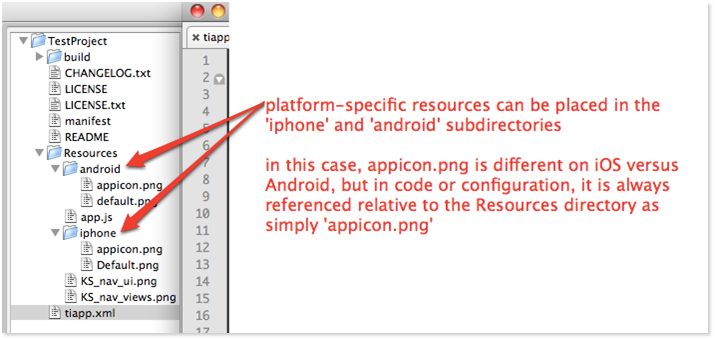 TestProject
build
CHANGELOG.txt
LICENSE
LICENSE.txt
manifest
README
Resources
android
appicon.png
default.png
app.js
iphone
appicon.png
Default.png
KS_nav_ui.png
KS_nav_views.png
tiapp.xml
tiapp
1
2
3
4
5
6
7
8
9
10
11
12
13
14
15
16
17
platform-specific resources can be placed in the
'iphone' and 'android' subdirectories
in this case, appicon.png is different on iOS versus
Android, but in code or configuration, it is always
referenced relative to the Resources directory as
simply 'appicon.png'